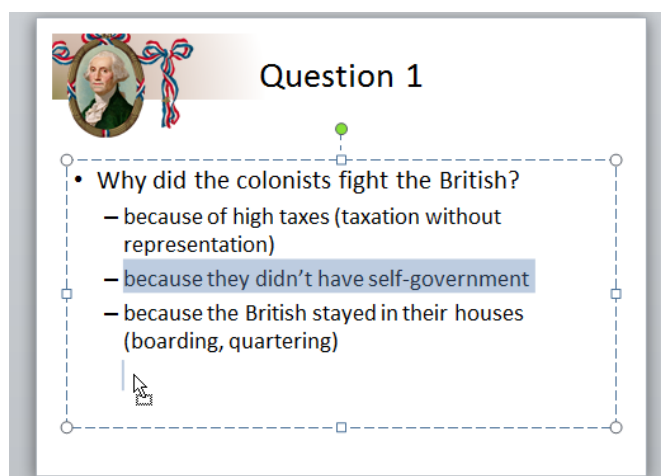 Question 1
• Why did the colonists fight the British?
– because of high taxes (taxation without
representation)
– because they didn't have self-government
– because the British stayed in their houses
(boarding, quartering)